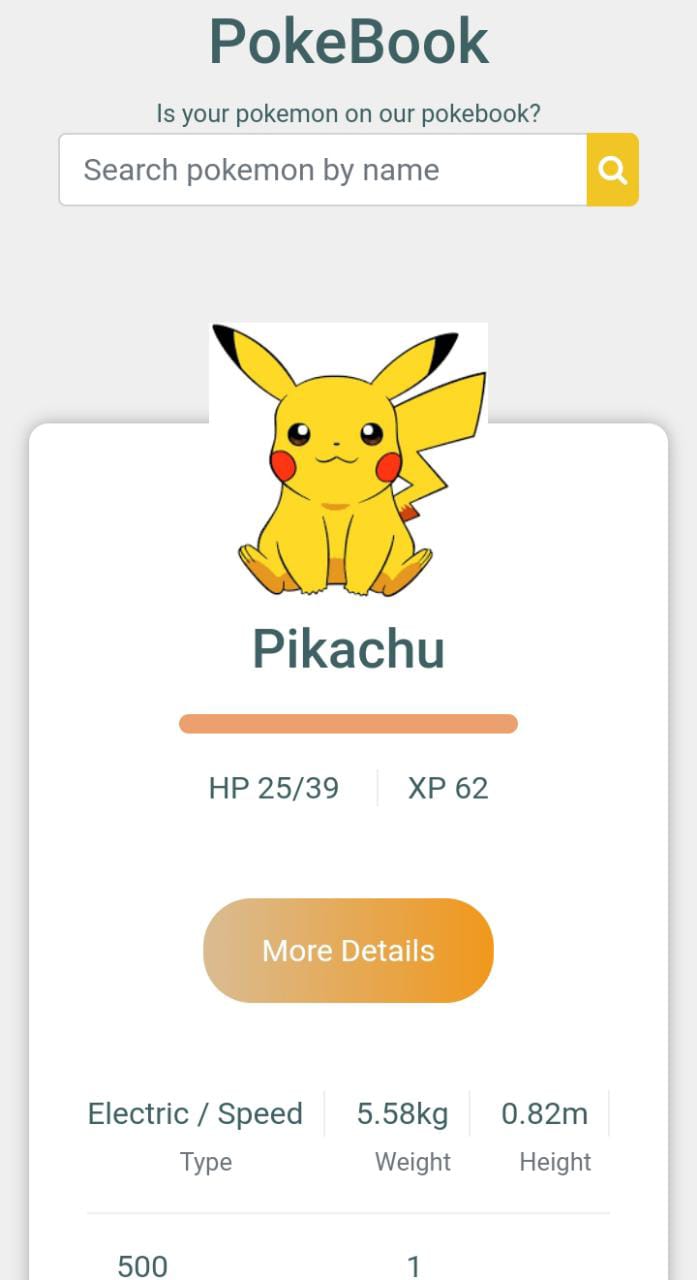 PokeBook
Is your pokemon on our pokebook?
Search pokemon by name
Pikachu
HP 25/39 XP 62
More Details
Electric / Speed 5.58kg 0.82m
Type Weight Height
500 1